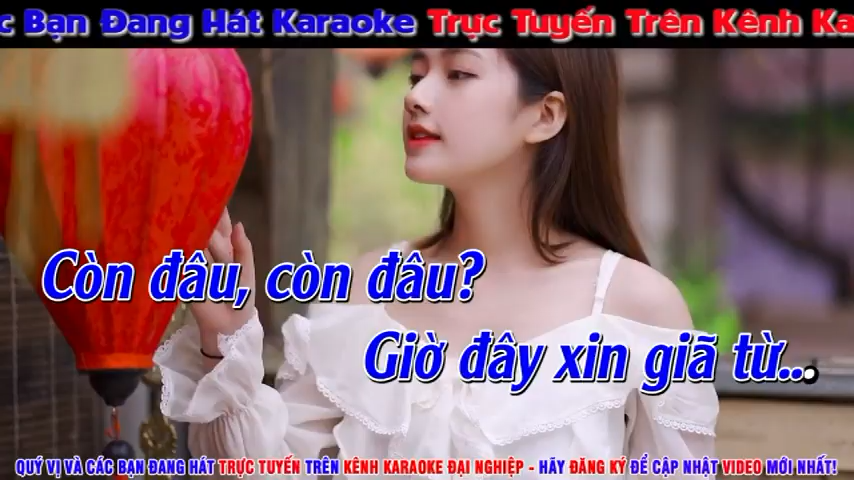 c Bạn Đang Hát Karaoke Trực Tuyến Trên Kênh Ka
Còn đâu, còn đâu?
Giờ đây xin giã từ...
QUÝ VỊ VÀ CÁC BẠN ĐANG HÁT TRỰC TUYẾN TRÊN KÊNH KARAOKE ĐẠI NGHIỆP - HÃY ĐĂNG KÝ ĐỂ CẬP NHẬT VIDEO MỚI NHẤT!